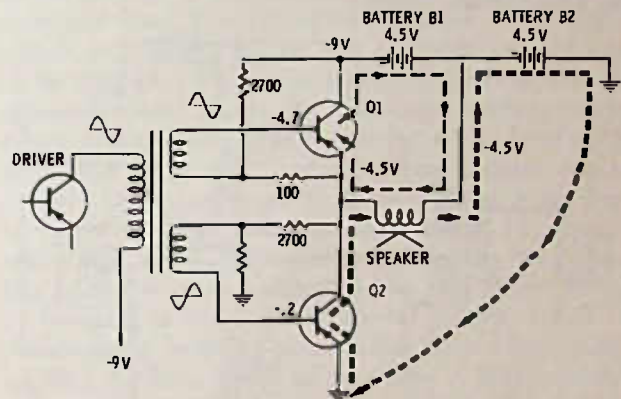 BATTERY B1
4.5V
BATTERY B2
4.5V
-9V
2700
-4.7
Q1
DRIVER
-4.5V
-4.5V
100
2700
SPEAKER
-.2
Q2
-9V